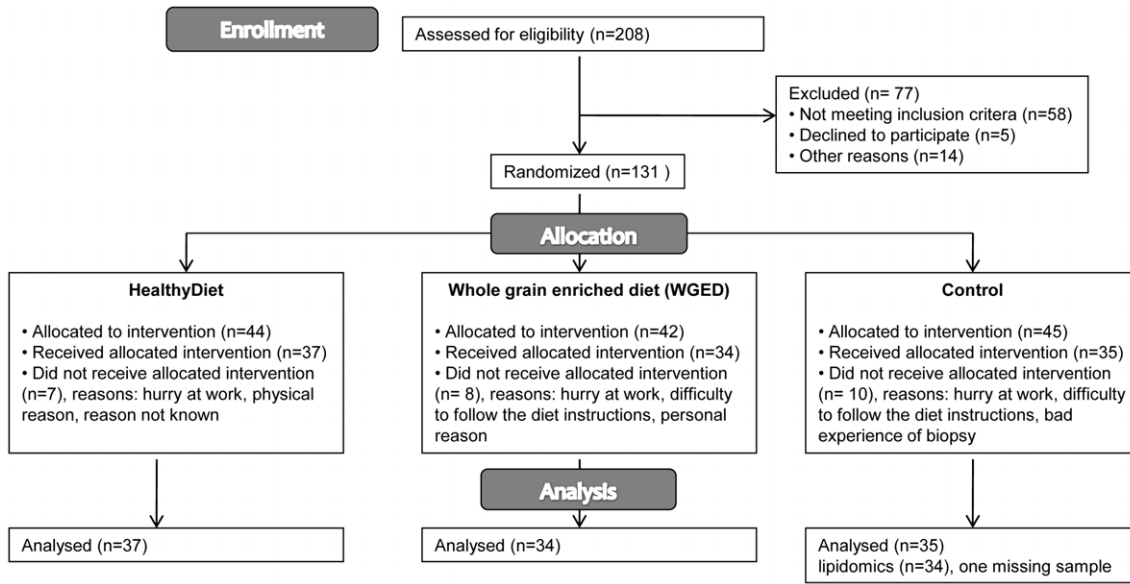 Enrollment
Assessed for eligibility (n=208)
Excluded (n= 77)
• Not meeting inclusion critera (n=58)
• Declined to participate (n=5)
• Other reasons (n=14)
Randomized (n=131 )
Allocation
HealthyDiet
• Allocated to intervention (n=44)
• Received allocated intervention (n=37)
• Did not receive allocated intervention
(n=7), reasons: hurry at work, physical
reason, reason not known
Whole grain enriched diet (WGED)
• Allocated to intervention (n=42)
• Received allocated intervention (n=34)
• Did not receive allocated intervention
(n= 8), reasons: hurry at work, difficulty
to follow the diet instructions, personal
reason
Control
• Allocated to intervention (n=45)
• Received allocated intervention (n=35)
• Did not receive allocated intervention
(n= 10), reasons: hurry at work, difficulty
to follow the diet instructions, bad
experience of biopsy
Analysis
Analysed (n=37)
Analysed (n=34)
Analysed (n=35)
lipidomics (n=34), one missing sample